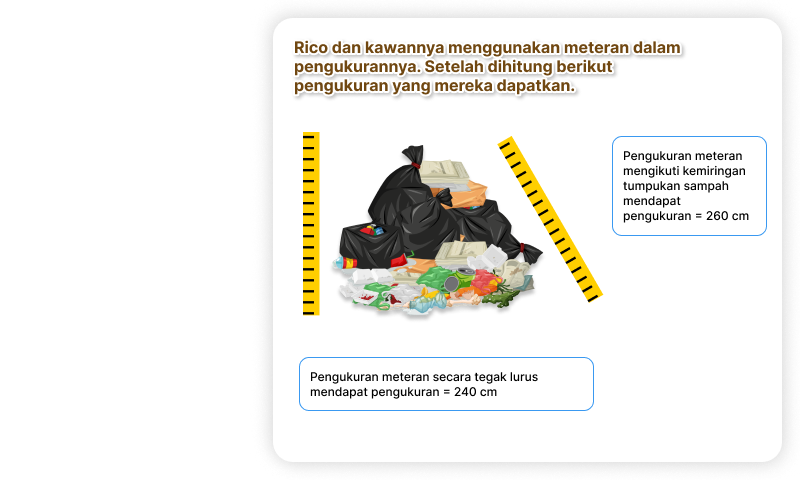 Rico dan kawannya menggunakan meteran dalam
pengukurannya. Setelah dihitung berikut
pengukuran yang mereka dapatkan.
Pengukuran meteran
mengikuti kemiringan
tumpukan sampah
mendapat
pengukuran = 260 cm
Pengukuran meteran secara tegak lurus
mendapat pengukuran = 240 cm